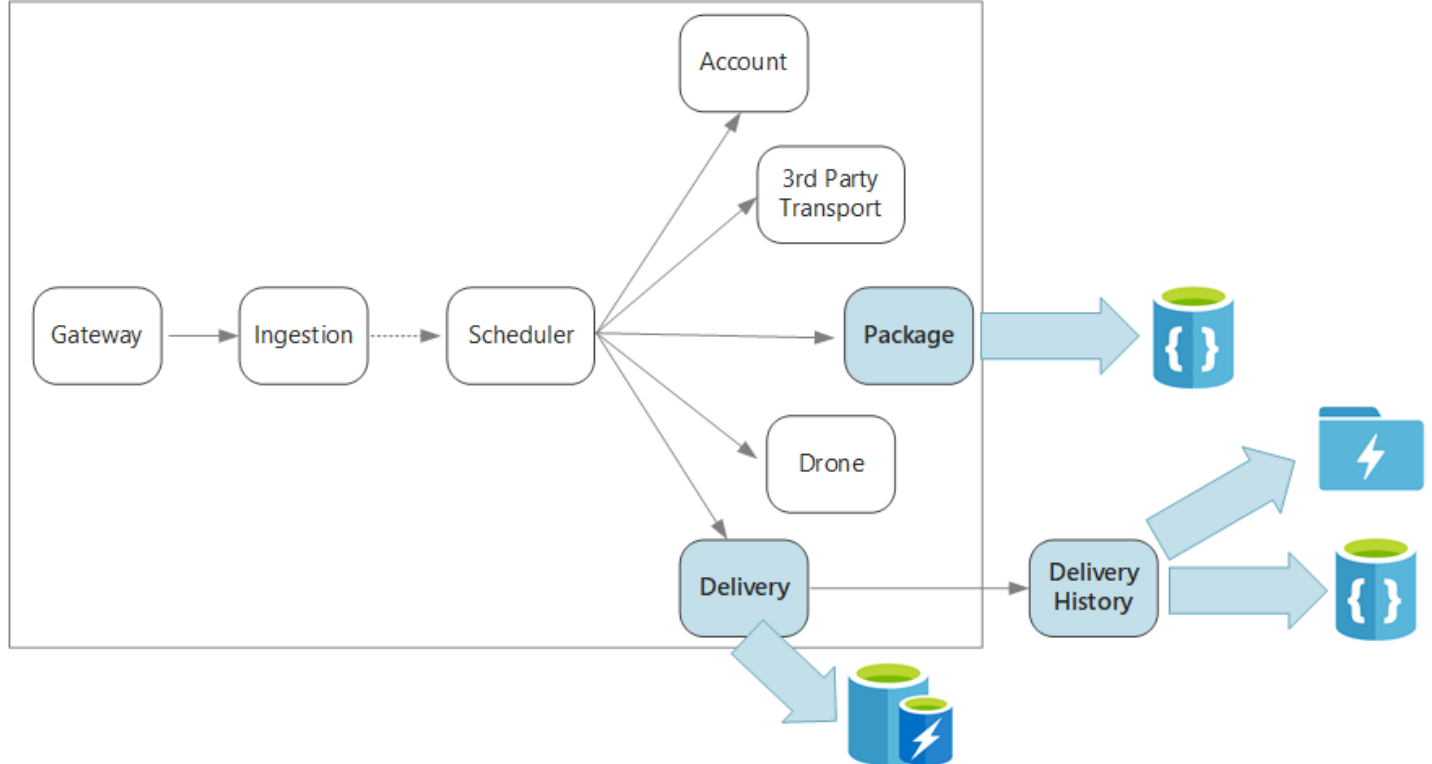 Account
3rd Party
Transport
Gateway
Ingestion
Scheduler
Package
{ }
Drone
Delivery
Delivery
History
{ }